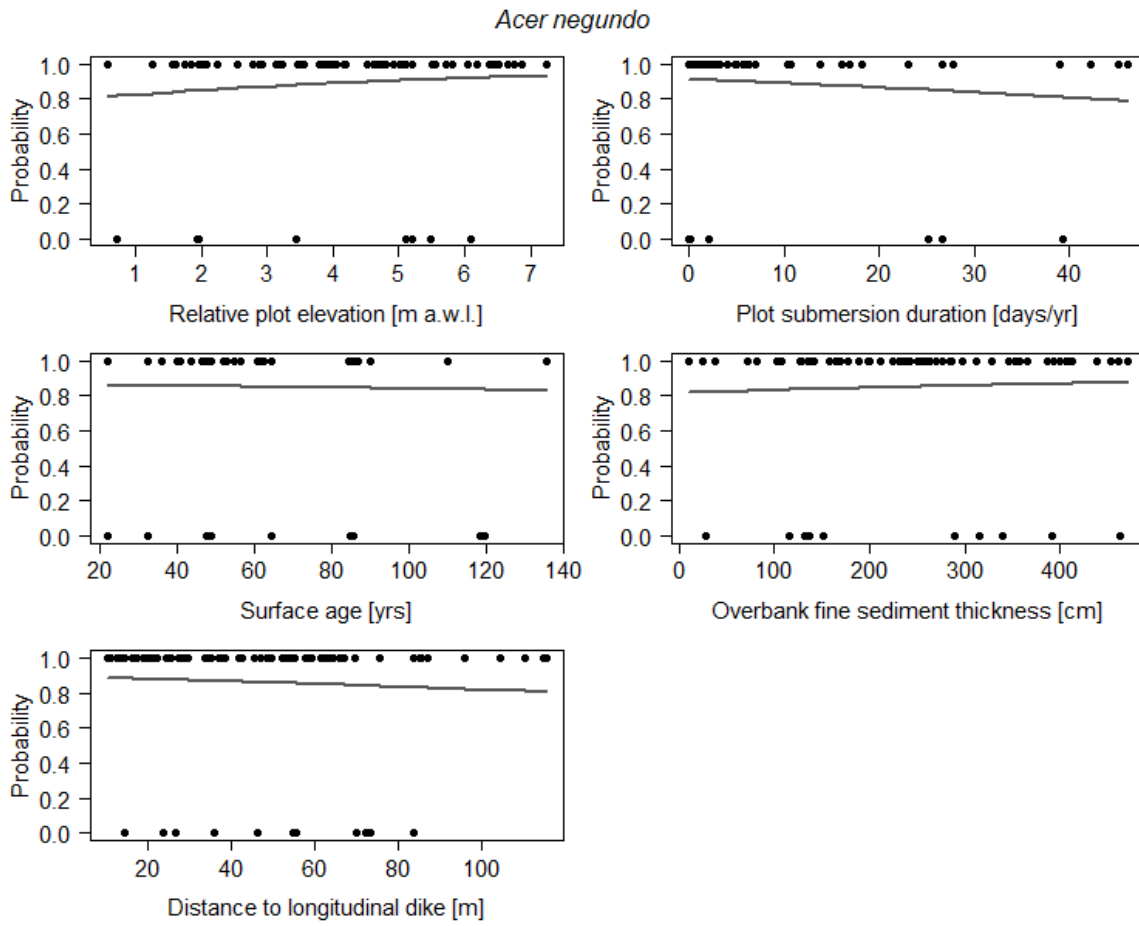 Acer negundo
1.0
0.8
0.6
0.4
0.2
0.0
Probability
1 2 3 4 5 6 7
Relative plot elevation [m a.w.l.]
1.0
0.8
0.6
0.4
0.2
0.0
Probability
0 10 20 30 40
Plot submersion duration [days/yr]
1.0
0.8
0.6
0.4
0.2
0.0
Probability
20 40 60 80 100 120 140
Surface age [yrs]
1.0
0.8
0.6
0.4
0.2
0.0
Probability
0 100 200 300 400
Overbank fine sediment thickness [cm]
1.0
0.8
0.6
0.4
0.2
0.0
Probability
20 40 60 80 100
Distance to longitudinal dike [m]